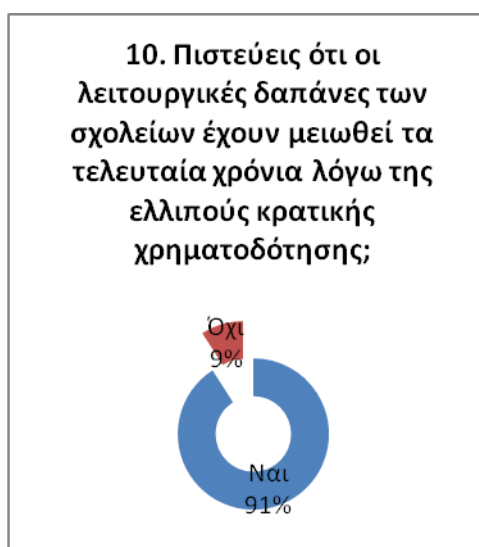 10. Πιστεύεις ότι οι
λειτουργικές δαπάνες των
σχολείων έχουν μειωθεί τα
τελευταία χρόνια λόγω της
ελλιπούς κρατικής
χρηματοδότησης;
Όχι
9%
Ναι
91%